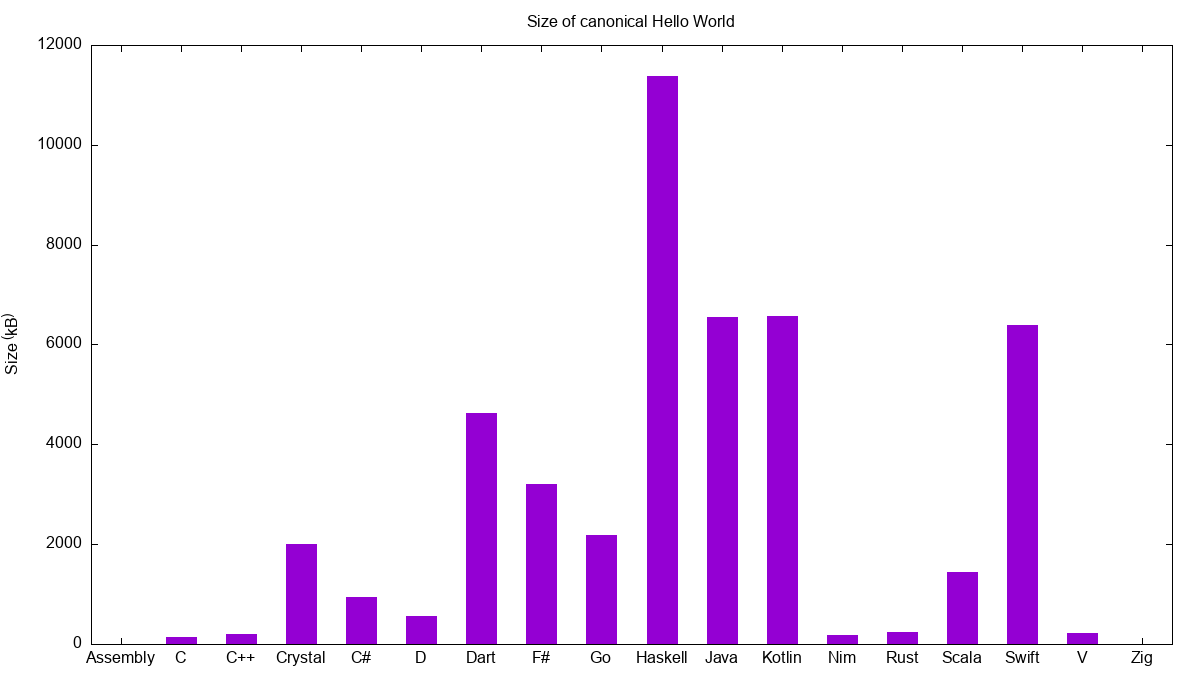 Size of canonical Hello World
12000
10000
8000
6000
4000
2000
0
Size (kB)
Assembly C C++ Crystal C# D Dart F# Go Haskell Java Kotlin Nim Rust Scala Swift V Zig